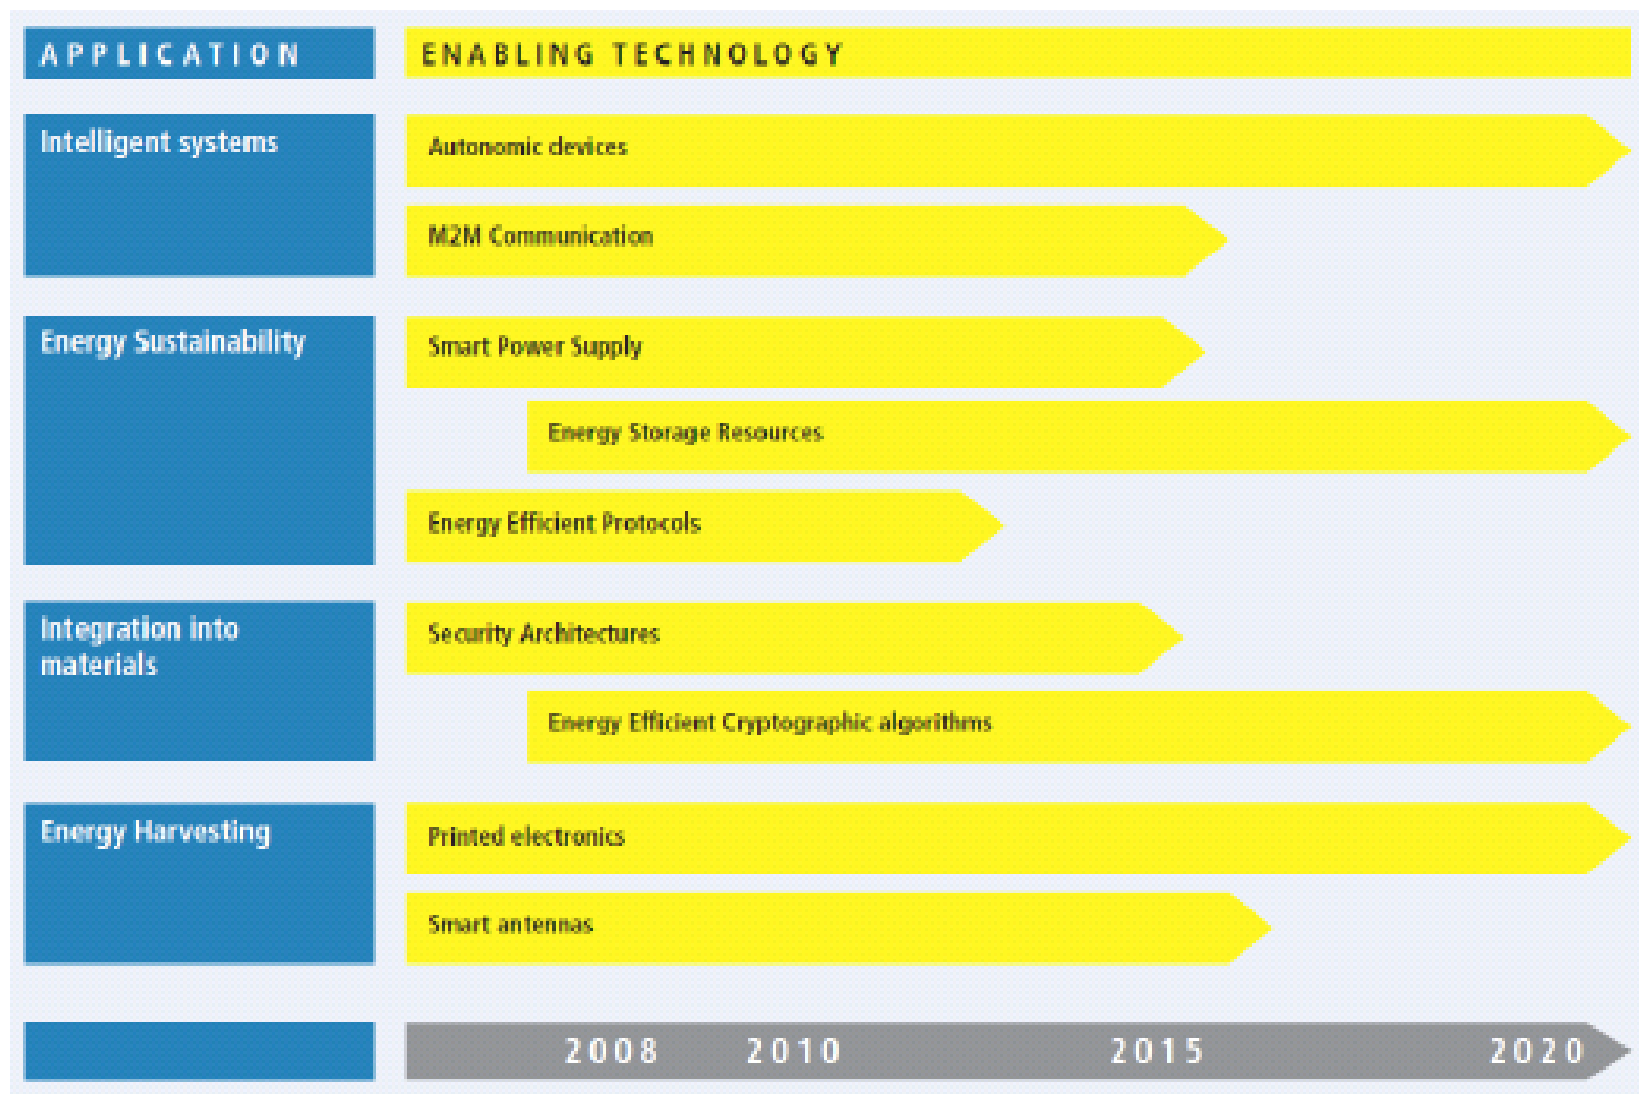 APPLICATION
ENABLING TECHNOLOGY
Intelligent systems
Autonomic devices
M2M Communication
Energy Sustainability
Smart Power Supply
Energy Storage Resources
Energy Efficient Protocols
Integration into
materials
Security Architectures
Energy Efficient Cryptographic algorithms
Energy Harvesting
Printed electronics
Smart antennas
2008 2010 2015 2020